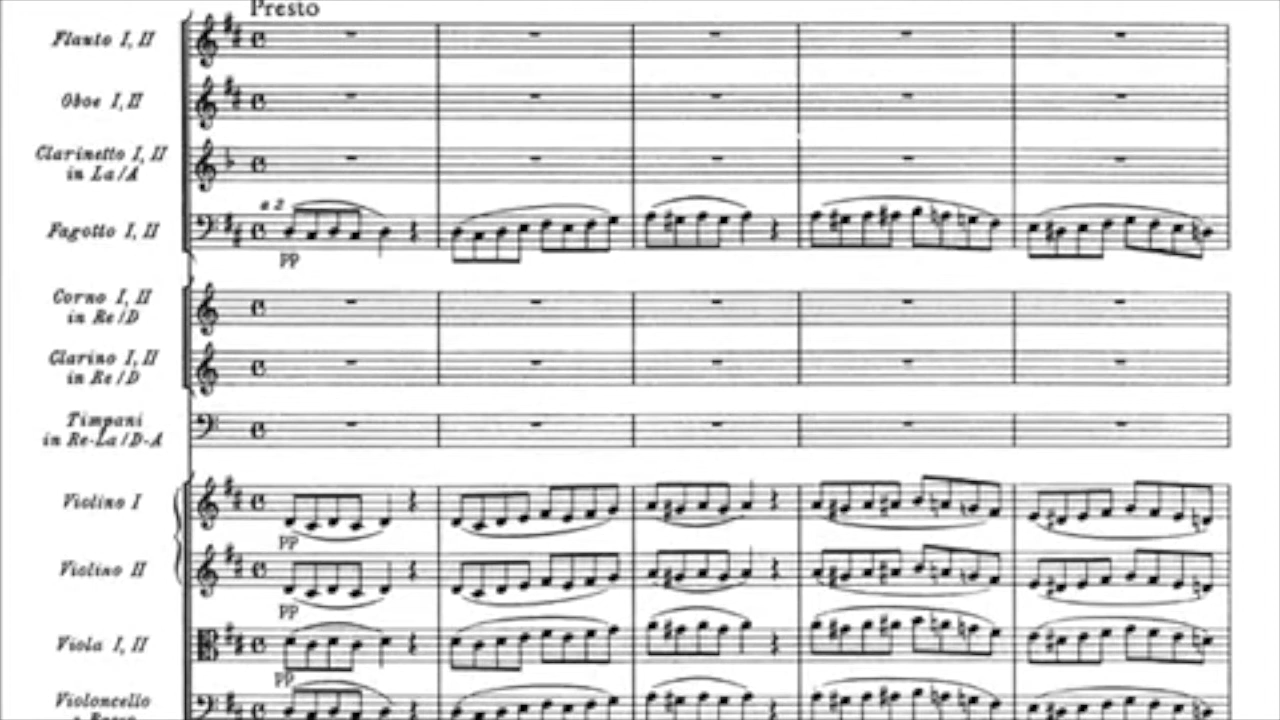 Presto
Flauto I, II
Oboe I, II
Clarinetto I, II
in La/A
a 2
Fagotto I, II
pp
Corno I, II
in Re/D
Clarino I, II
in Re/D
Timpani
in Re-La/D-A
Violino I
pp
Violino II
pp
Viola I, II
pp
Violoncello
e Basso